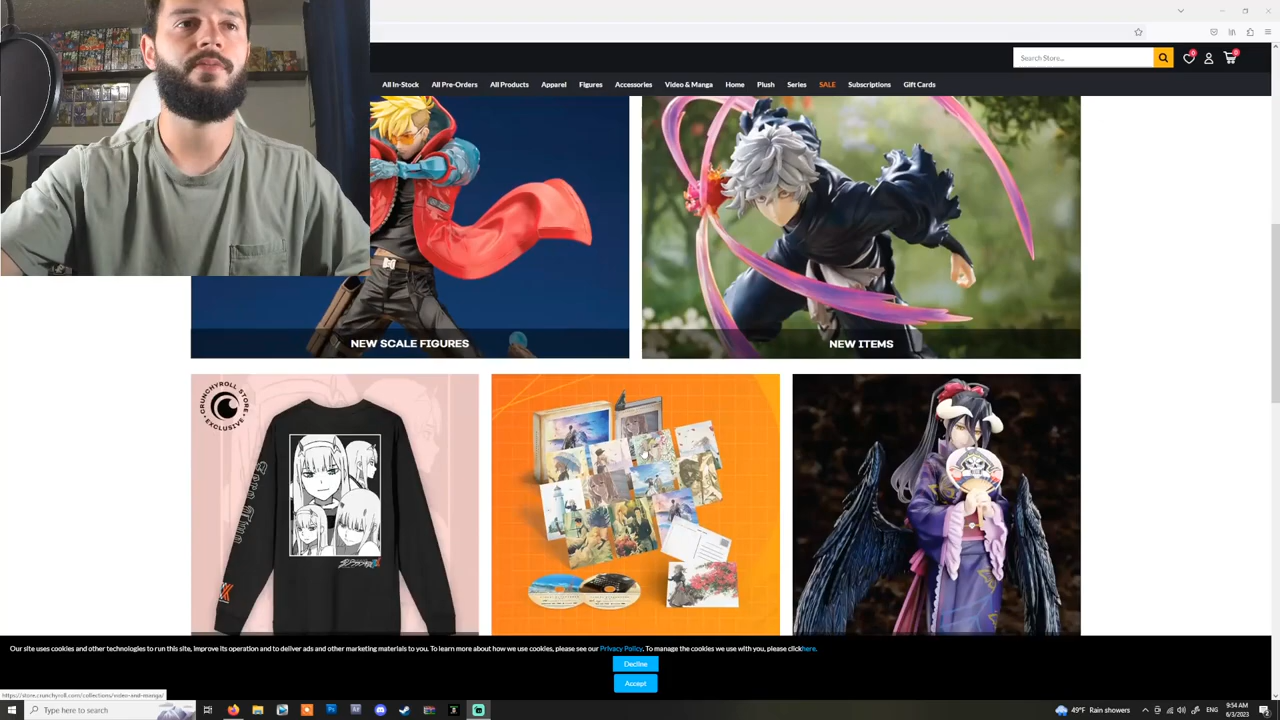 Search Store...
0
0
All In-Stock
All Pre-Orders
All Products
Apparel
Figures
Accessories
Video & Manga
Home
Plush
Series
SALE
Subscriptions
Gift Cards
NEW SCALE FIGURES
NEW ITEMS
CRUNCHYROLL STORE
EXCLUSIVE
Our site uses cookies and other technologies to run this site, improve its operation and to deliver ads and other marketing materials to you. To learn more about how we use cookies, please see our Privacy Policy. To manage the cookies we use with you, please clickhere.
Decline
Accept
https://store.crunchyroll.com/collections/video-and-manga/
Type here to search
49°F Rain showers
ENG
9:54 AM
6/3/2023